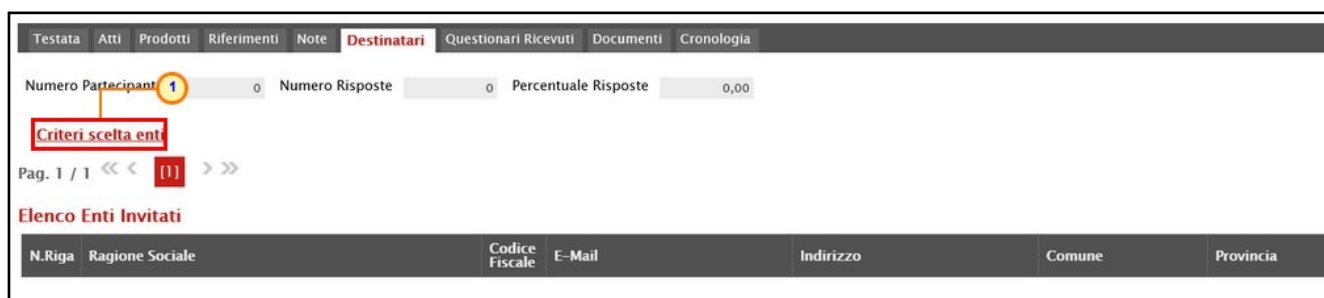 Testata Atti Prodotti Riferimenti Note Destinatari Questionari Ricevuti Documenti Cronologia
Numero Partecipant 1 0 Numero Risposte 0 Percentuale Risposte 0,00
Criteri scelta enti
Pag. 1 / 1 << < [1] > >>
Elenco Enti Invitati
N.Riga Ragione Sociale Codice Fiscale E-Mail Indirizzo Comune Provincia